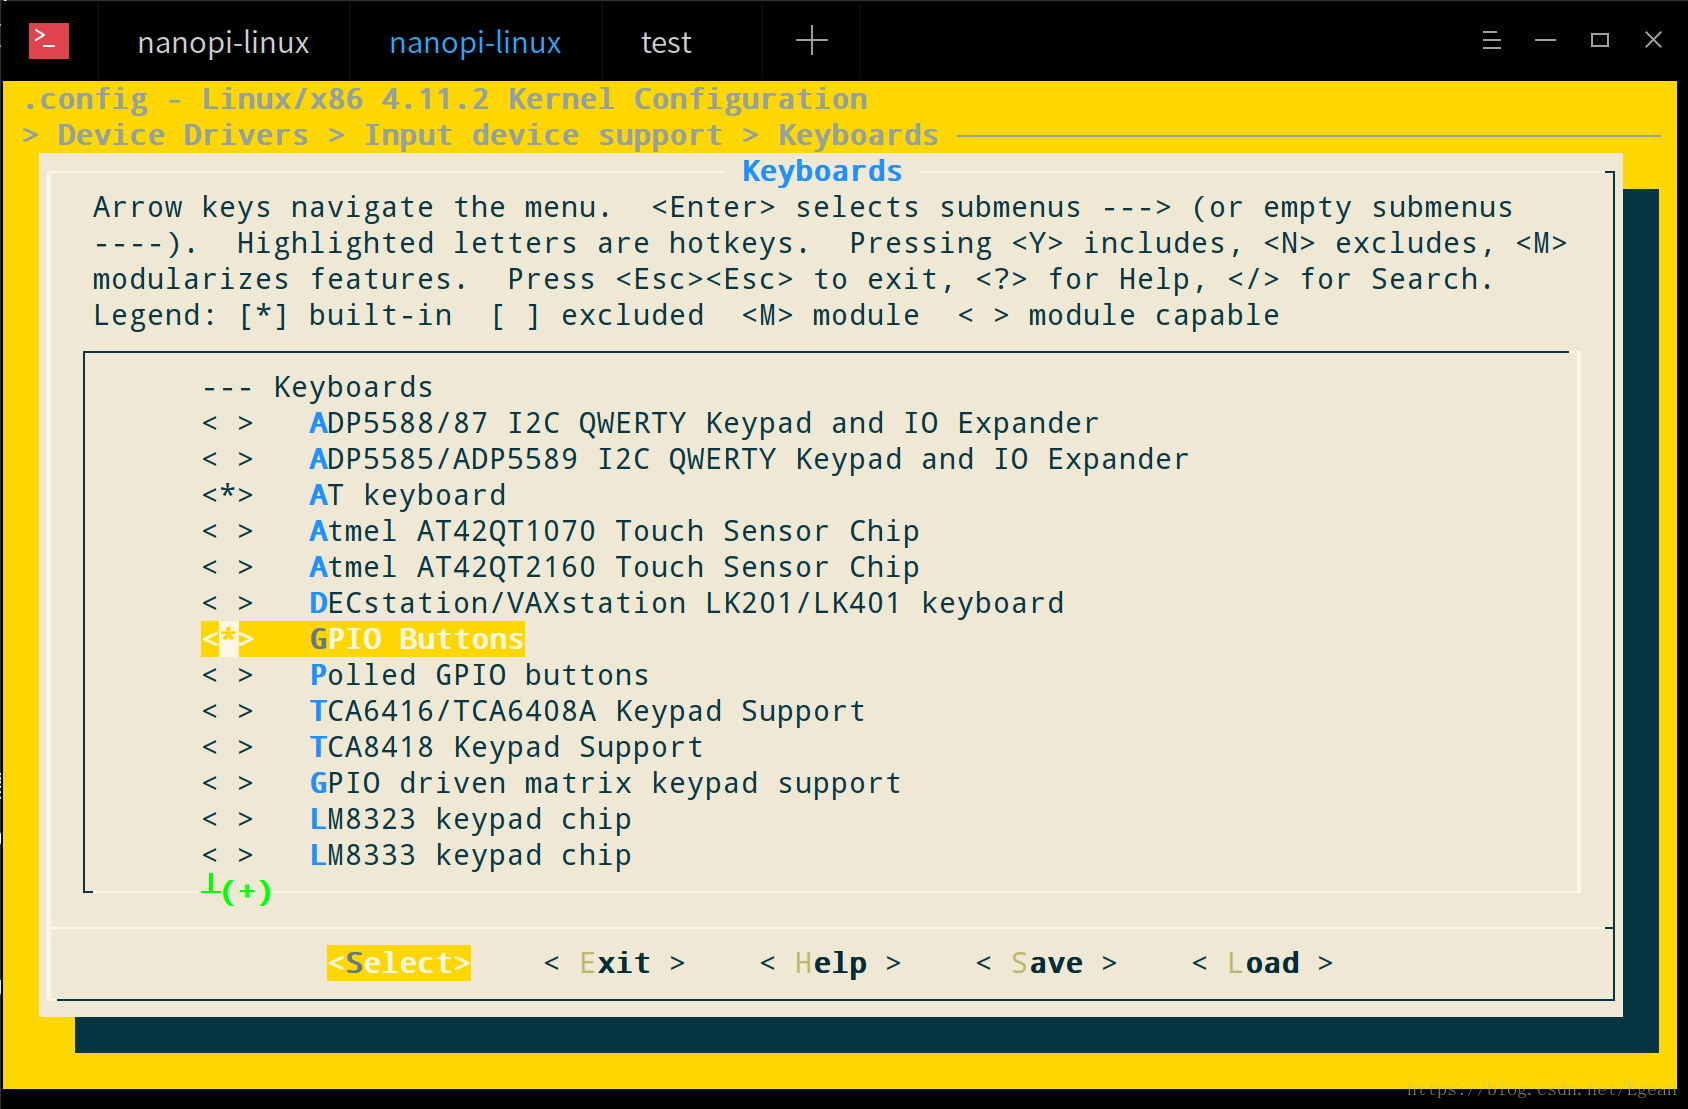 >_ nanopi-linux nanopi-linux test
.config - Linux/x86 4.11.2 Kernel Configuration
> Device Drivers > Input device support > Keyboards
Keyboards
Arrow keys navigate the menu.  <Enter> selects submenus ---> (or empty submenus
----).  Highlighted letters are hotkeys.  Pressing <Y> includes, <N> excludes, <M>
modularizes features.  Press <Esc><Esc> to exit, <?> for Help, </> for Search.
Legend: [*] built-in  [ ] excluded  <M> module  < > module capable
--- Keyboards
< >   ADP5588/87 I2C QWERTY Keypad and IO Expander
< >   ADP5585/ADP5589 I2C QWERTY Keypad and IO Expander
<*>   AT keyboard
< >   Atmel AT42QT1070 Touch Sensor Chip
< >   Atmel AT42QT2160 Touch Sensor Chip
< >   DECstation/VAXstation LK201/LK401 keyboard
<*>   GPIO Buttons
< >   Polled GPIO buttons
< >   TCA6416/TCA6408A Keypad Support
< >   TCA8418 Keypad Support
< >   GPIO driven matrix keypad support
< >   LM8323 keypad chip
< >   LM8333 keypad chip
┴(+)
<Select>    < Exit >    < Help >    < Save >    < Load >
https://blog.csdn.net/Egean